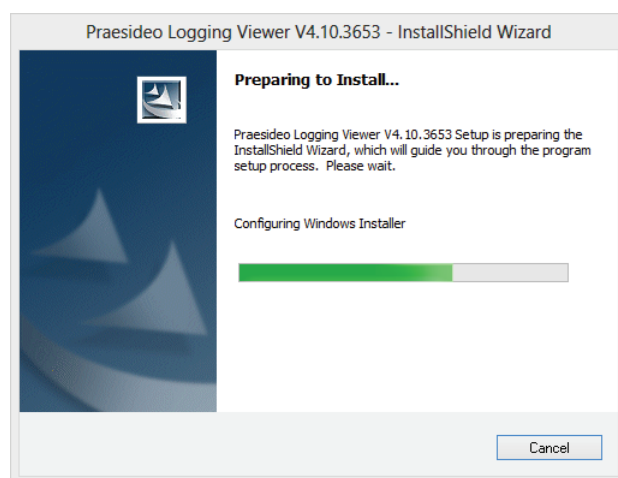 Praesideo Logging Viewer V4.10.3653 - InstallShield Wizard
Preparing to Install...
Praesideo Logging Viewer V4.10.3653 Setup is preparing the
InstallShield Wizard, which will guide you through the program
setup process.  Please wait.
Configuring Windows Installer
Cancel